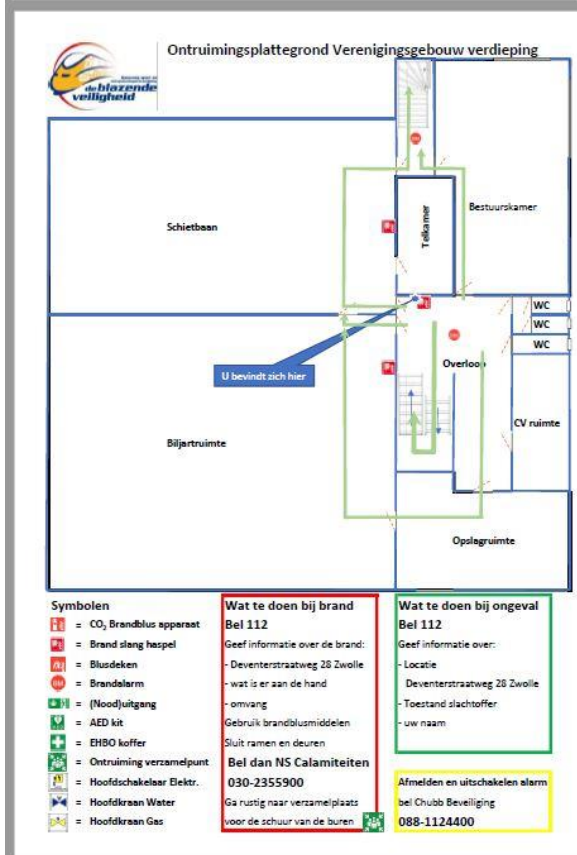 Ontruimingsplattegrond Verenigingsgebouw verdieping
de blazende
veiligheid
BM
Schietbaan
Telkamer
Bestuurskamer
WC
WC
WC
BM
Overloop
U bevindt zich hier
Biljartruimte
CV ruimte
Opslagruimte
Symbolen
= CO2 Brandblus apparaat
= Brand slang haspel
= Blusdeken
BM = Brandalarm
= (Nood)uitgang
= AED kit
= EHBO koffer
= Ontruiming verzamelpunt
= Hoofdschakelaar Elektr.
= Hoofdkraan Water
= Hoofdkraan Gas
Wat te doen bij brand
Bel 112
Geef informatie over de brand:
- Deventerstraatweg 28 Zwolle
- wat is er aan de hand
- omvang
Gebruik brandblusmiddelen
Sluit ramen en deuren
Bel dan NS Calamiteiten
030-2355900
Ga rustig naar verzamelplaats
voor de schuur van de buren
Wat te doen bij ongeval
Bel 112
Geef informatie over:
- Locatie
Deventerstraatweg 28 Zwolle
- Toestand slachtoffer
- uw naam
Afmelden en uitschakelen alarm
bel Chubb Beveiliging
088-1124400